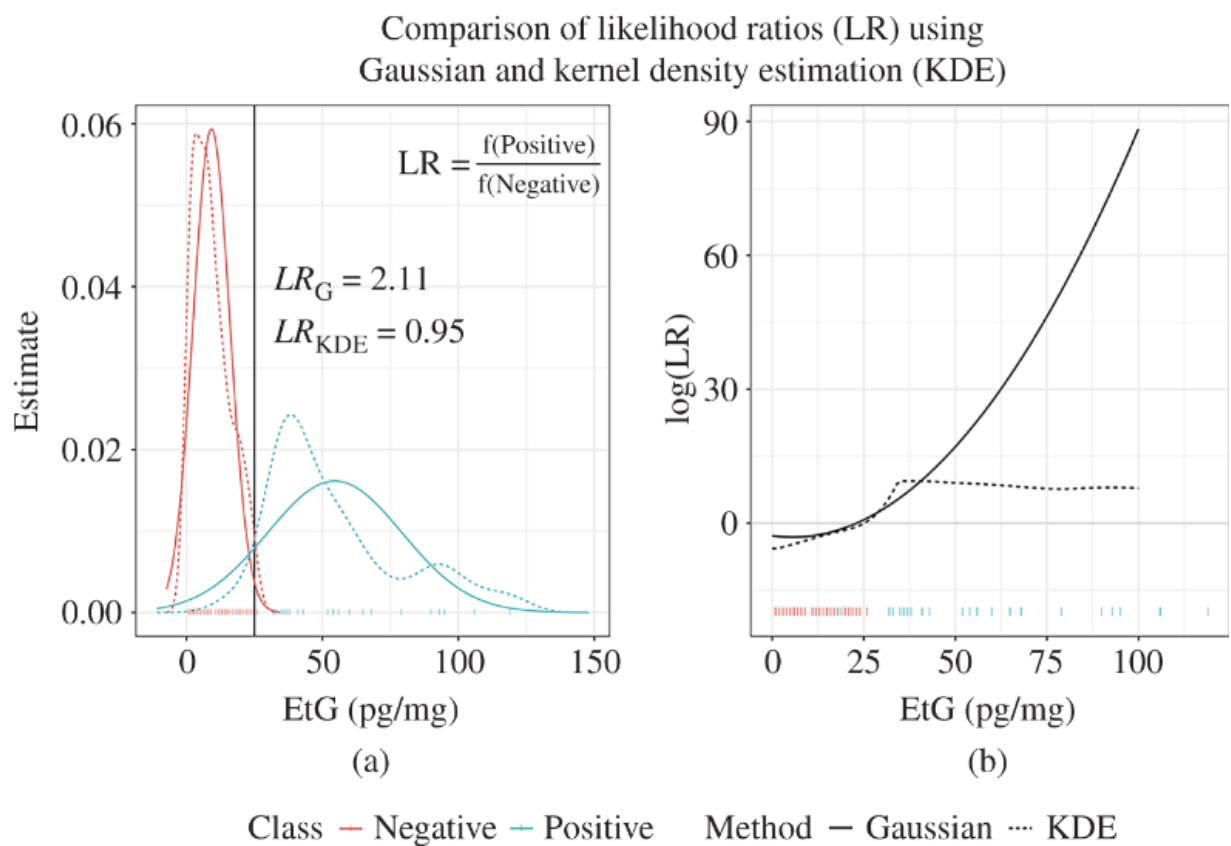 Comparison of likelihood ratios (LR) using
Gaussian and kernel density estimation (KDE)
0.06
0.04
0.02
0.00
Estimate
LR = f(Positive)
f(Negative)
LR_G = 2.11
LR_KDE = 0.95
0
50
100
150
EtG (pg/mg)
(a)
90
60
30
0
log(LR)
0
25
50
75
100
EtG (pg/mg)
(b)
Class Negative Positive Method Gaussian KDE